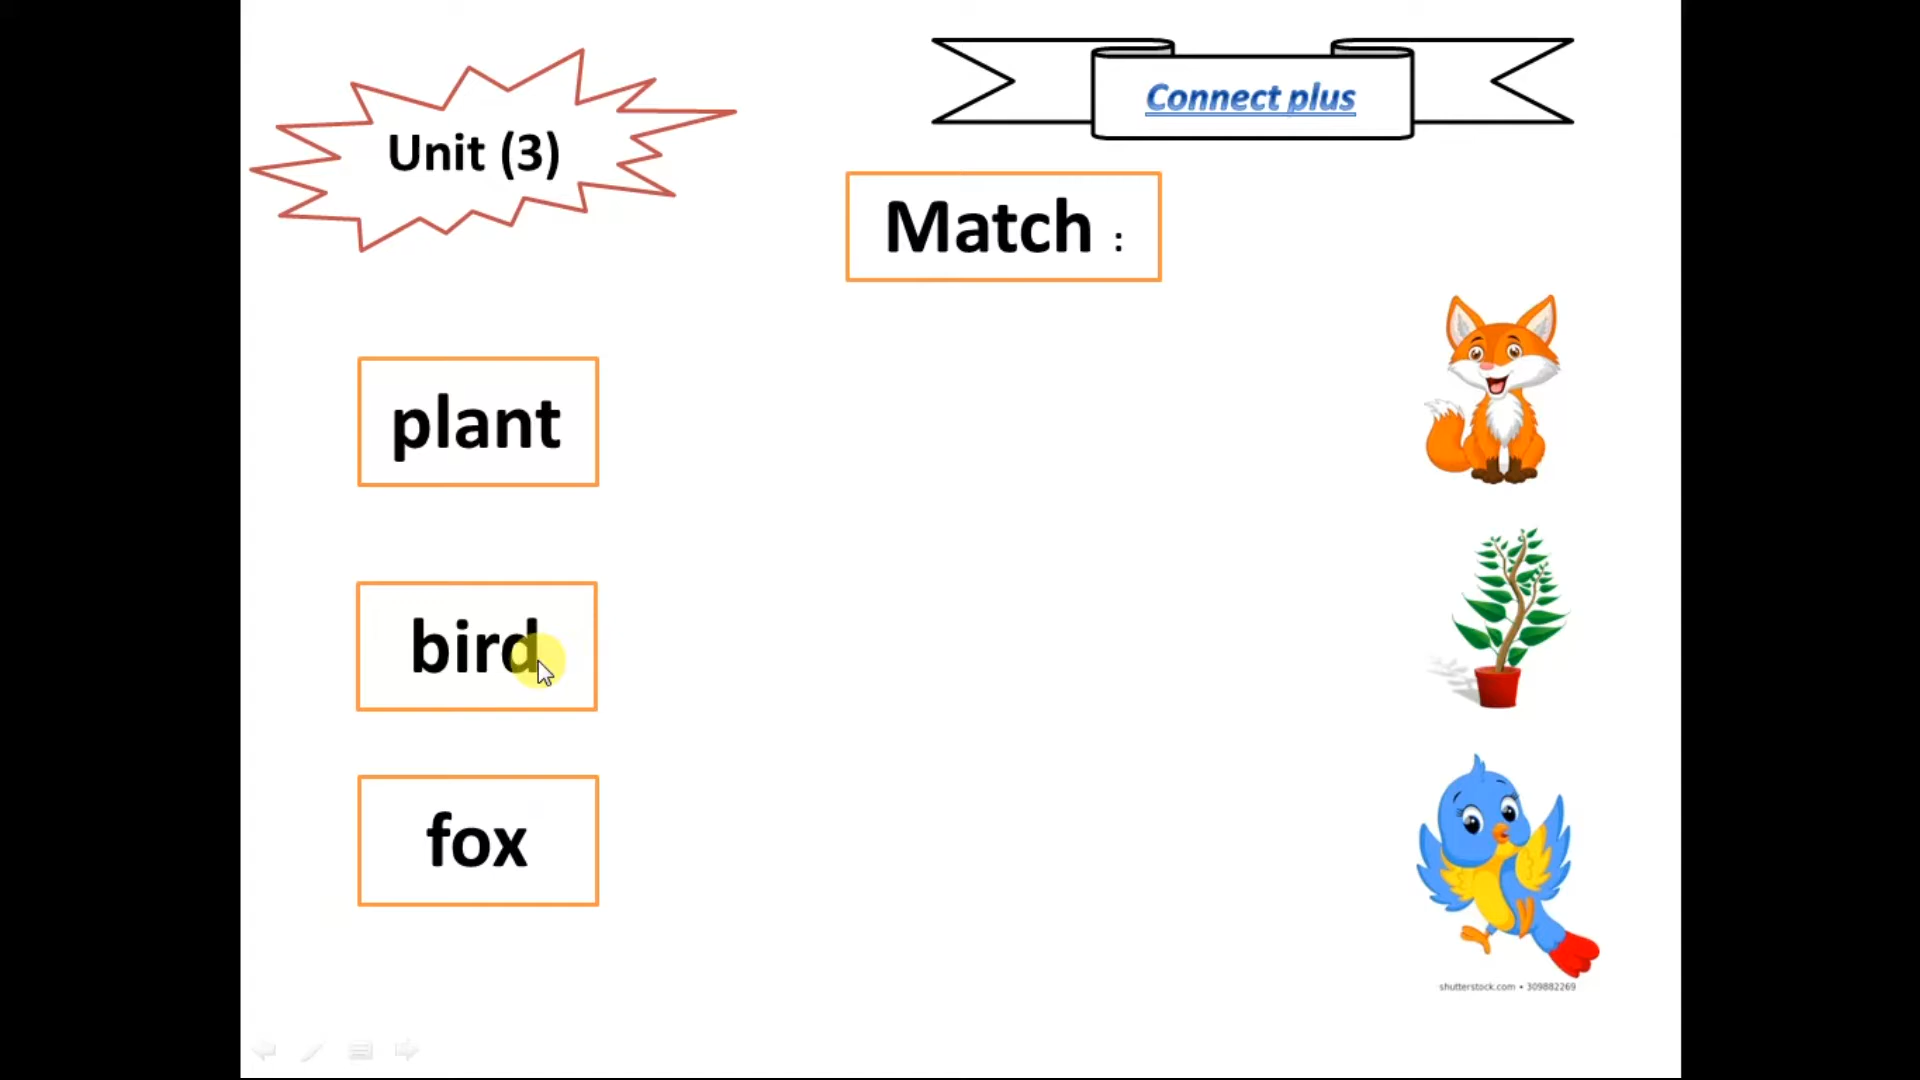 Unit (3)
Connect plus
Match :
plant
bird
fox
shutterstock.com • 309882269